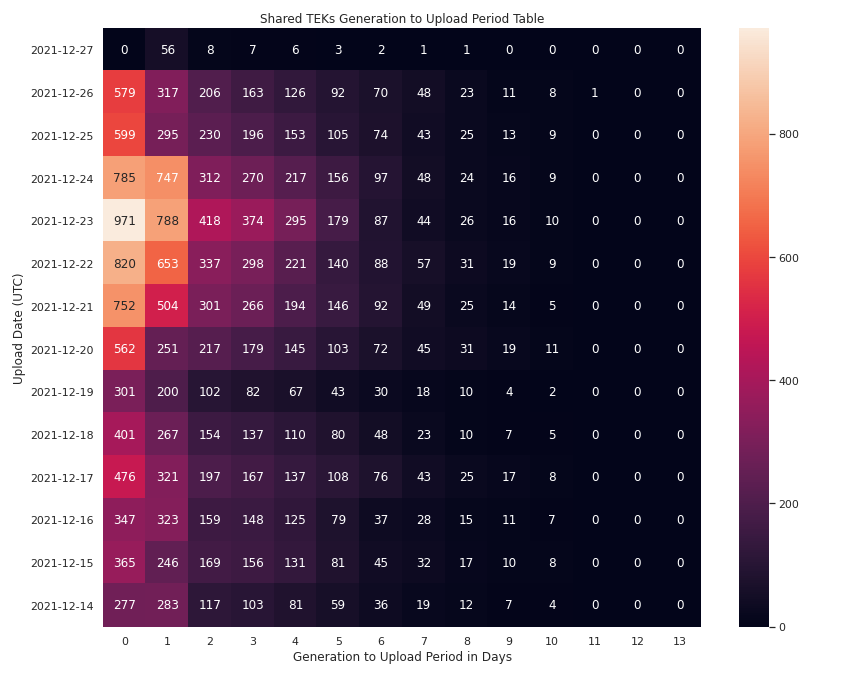 Shared TEKs Generation to Upload Period Table
Upload Date (UTC)
2021-12-27 0 56 8 7 6 3 2 1 1 0 0 0 0 0
2021-12-26 579 317 206 163 126 92 70 48 23 11 8 1 0 0
2021-12-25 599 295 230 196 153 105 74 43 25 13 9 0 0 0
2021-12-24 785 747 312 270 217 156 97 48 24 16 9 0 0 0
2021-12-23 971 788 418 374 295 179 87 44 26 16 10 0 0 0
2021-12-22 820 653 337 298 221 140 88 57 31 19 9 0 0 0
2021-12-21 752 504 301 266 194 146 92 49 25 14 5 0 0 0
2021-12-20 562 251 217 179 145 103 72 45 31 19 11 0 0 0
2021-12-19 301 200 102 82 67 43 30 18 10 4 2 0 0 0
2021-12-18 401 267 154 137 110 80 48 23 10 7 5 0 0 0
2021-12-17 476 321 197 167 137 108 76 43 25 17 8 0 0 0
2021-12-16 347 323 159 148 125 79 37 28 15 11 7 0 0 0
2021-12-15 365 246 169 156 131 81 45 32 17 10 8 0 0 0
2021-12-14 277 283 117 103 81 59 36 19 12 7 4 0 0 0
0 1 2 3 4 5 6 7 8 9 10 11 12 13
Generation to Upload Period in Days
800
600
400
200
0